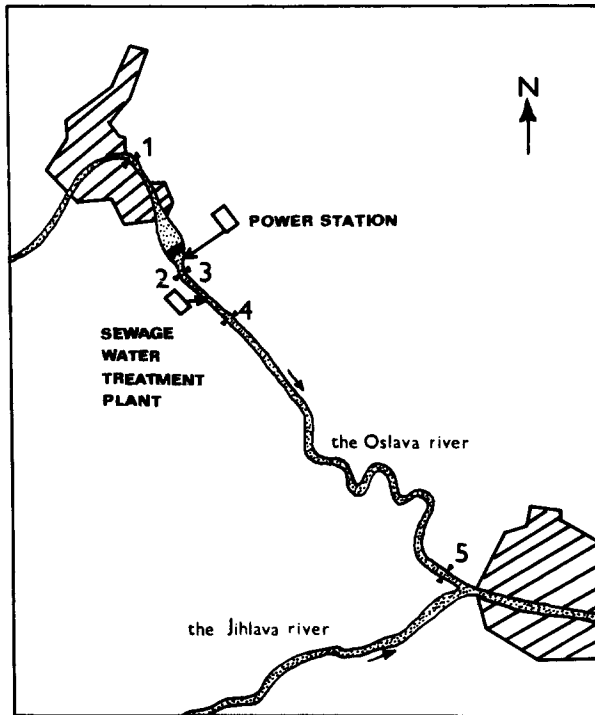 N
1
POWER STATION
2
3
4
SEWAGE
WATER
TREATMENT
PLANT
the Oslava river
5
the Jihlava river